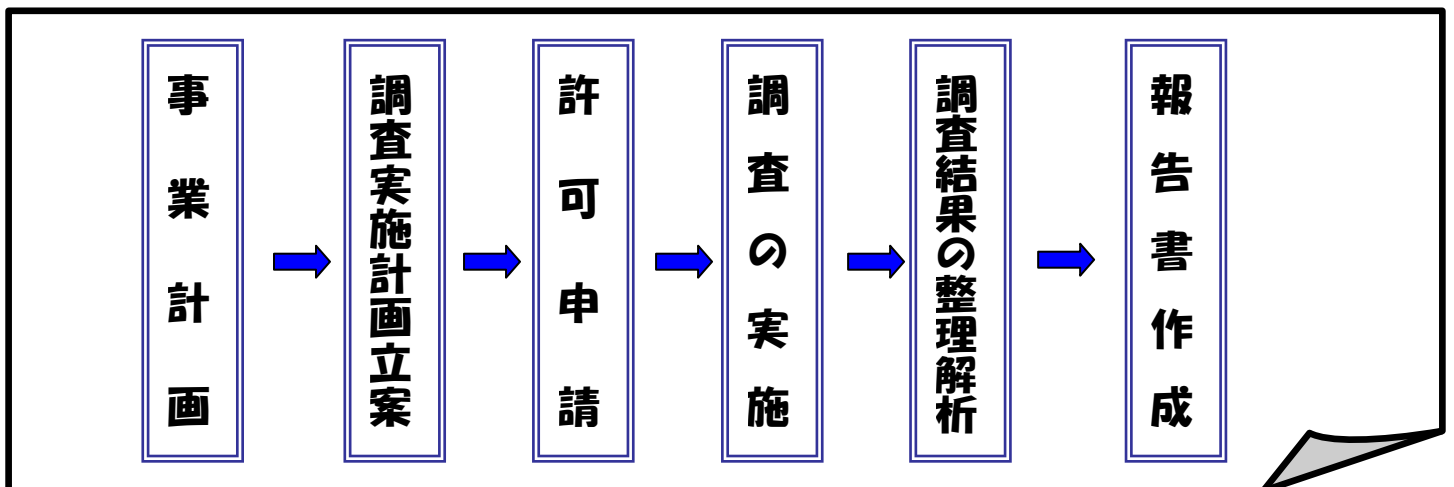 事業計画
調査実施計画立案
許可申請
調査の実施
調査結果の整理解析
報告書作成